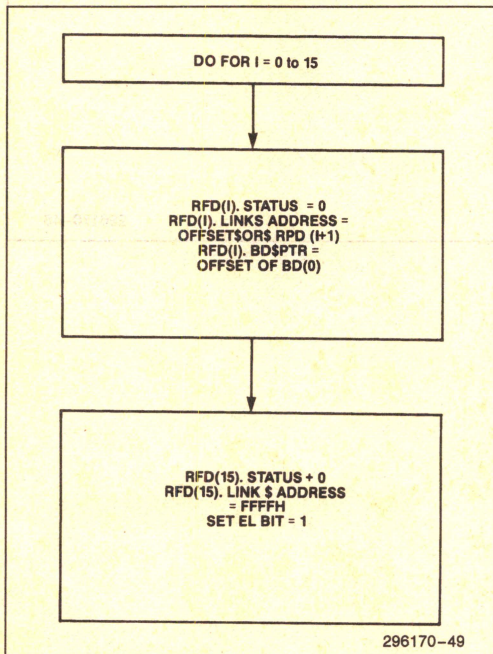 DO FOR I = 0 to 15
RFD(I). STATUS = 0
RFD(I). LINKS ADDRESS =
OFFSET$OR$ RPD (I+1)
RFD(I). BD$PTR =
OFFSET OF BD(0)
RFD(15). STATUS + 0
RFD(15). LINK $ ADDRESS
= FFFFH
SET EL BIT = 1
296170-49